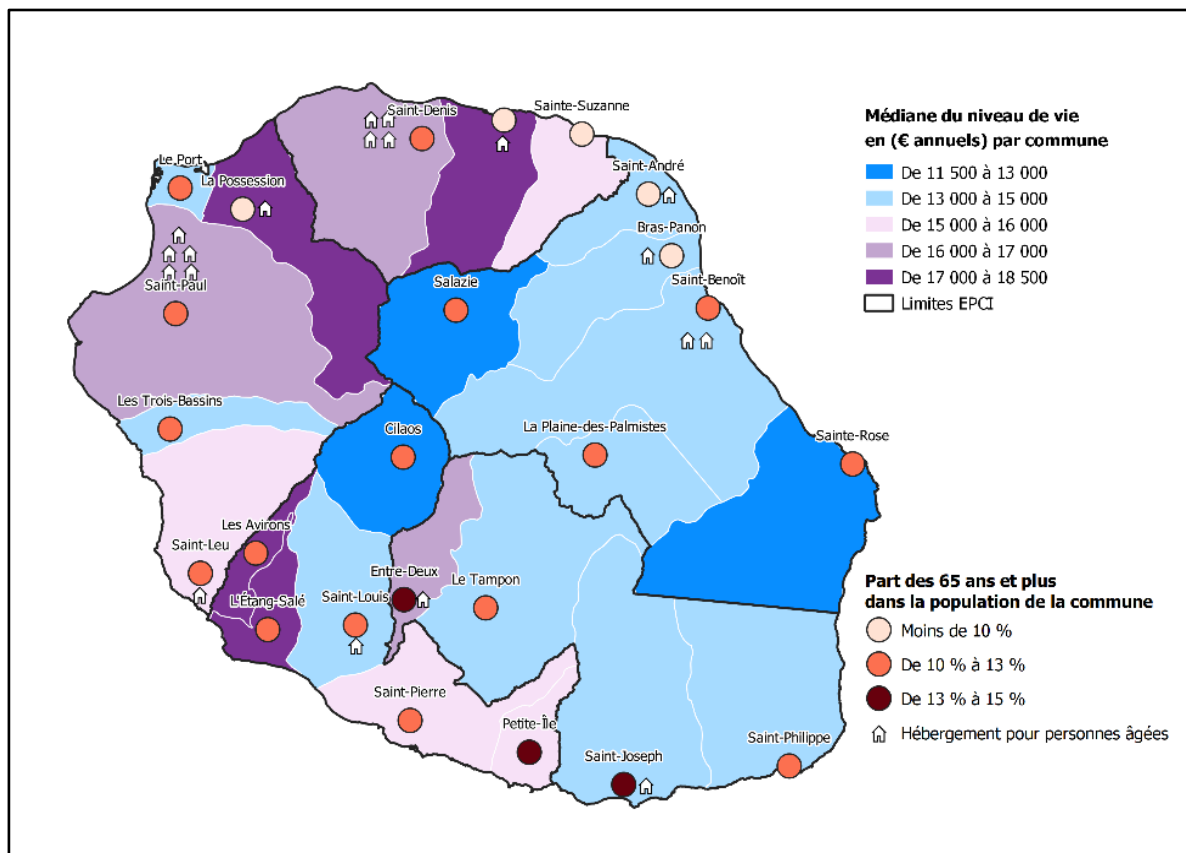 Sainte-Suzanne
Saint-Denis
Le Port
La Possession
Saint-André
Bras-Panon
Saint-Paul
Salazie
Saint-Benoît
Les Trois-Bassins
Cilaos
La Plaine-des-Palmistes
Sainte-Rose
Les Avirons
Saint-Leu
Entre-Deux
Le Tampon
L'Étang-Salé
Saint-Louis
Saint-Pierre
Petite-Île
Saint-Joseph
Saint-Philippe
Médiane du niveau de vie
en (€ annuels) par commune
De 11 500 à 13 000
De 13 000 à 15 000
De 15 000 à 16 000
De 16 000 à 17 000
De 17 000 à 18 500
Limites EPCI
Part des 65 ans et plus
dans la population de la commune
Moins de 10 %
De 10 % à 13 %
De 13 % à 15 %
Hébergement pour personnes âgées